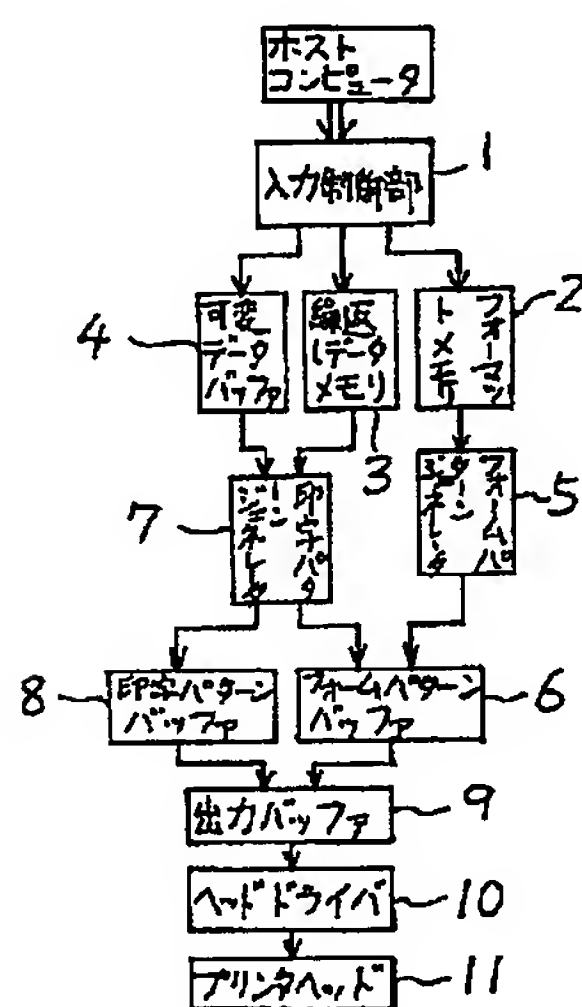 ホスト
コンピュータ
1
入力制御部
可変
データ
バッファ
4
繰返
しデータ
メモリ
3
フォーマッ
トメモリ
2
印字パタ
ーン
ジェネレータ
7
フォームパ
ターン
ジェネレータ
5
印字パターン
バッファ
8
フォームパターン
バッファ
6
出力バッファ
9
ヘッドドライバ
10
プリンタヘッド
11